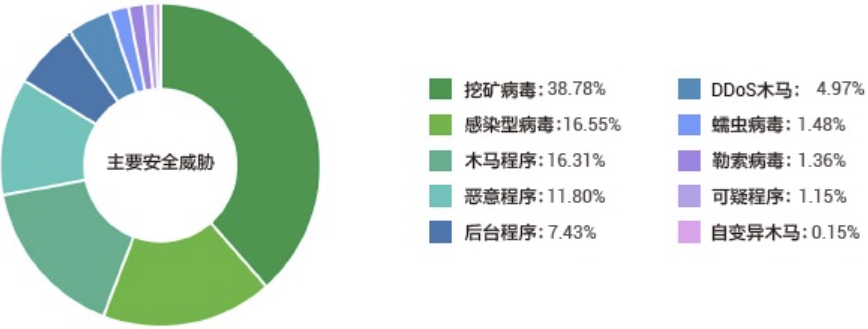 主要安全威胁
挖矿病毒：38.78%
感染型病毒：16.55%
木马程序：16.31%
恶意程序：11.80%
后台程序：7.43%
DDoS木马： 4.97%
蠕虫病毒：1.48%
勒索病毒：1.36%
可疑程序：1.15%
自变异木马：0.15%